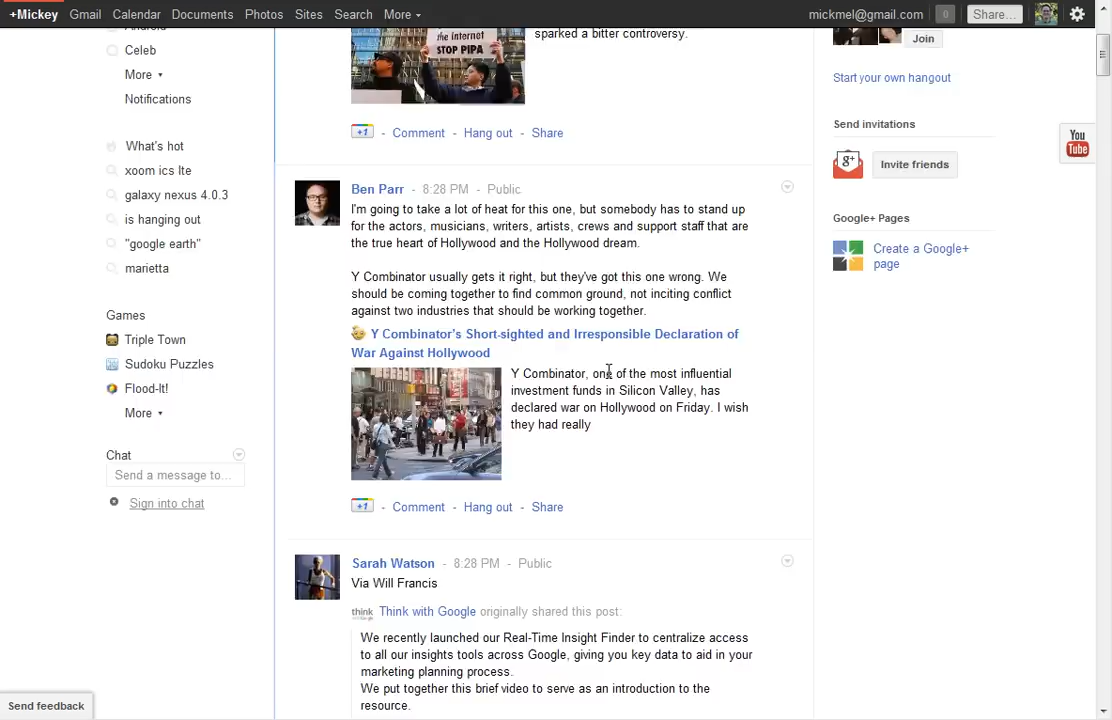 +Mickey Gmail Calendar Documents Photos Sites Search More mickmel@gmail.com 0 Share…
Celeb
More
Notifications
What's hot
xoom ics lte
galaxy nexus 4.0.3
is hanging out
"google earth"
marietta
Games
Triple Town
Sudoku Puzzles
Flood-It!
More
Chat
Send a message to...
Sign into chat
Send feedback
the internet
STOP PIPA
sparked a bitter controversy.
+1 - Comment - Hang out - Share
Ben Parr - 8:28 PM - Public
I'm going to take a lot of heat for this one, but somebody has to stand up
for the actors, musicians, writers, artists, crews and support staff that are
the true heart of Hollywood and the Hollywood dream.
Y Combinator usually gets it right, but they've got this one wrong. We
should be coming together to find common ground, not inciting conflict
against two industries that should be working together.
Y Combinator's Short-sighted and Irresponsible Declaration of
War Against Hollywood
Y Combinator, one of the most influential
investment funds in Silicon Valley, has
declared war on Hollywood on Friday. I wish
they had really
+1 - Comment - Hang out - Share
Sarah Watson - 8:28 PM - Public
Via Will Francis
think Think with Google originally shared this post:
We recently launched our Real-Time Insight Finder to centralize access
to all our insights tools across Google, giving you key data to aid in your
marketing planning process.
We put together this brief video to serve as an introduction to the
resource.
Join
Start your own hangout
Send invitations
g+ Invite friends
Google+ Pages
Create a Google+
page
You
Tube